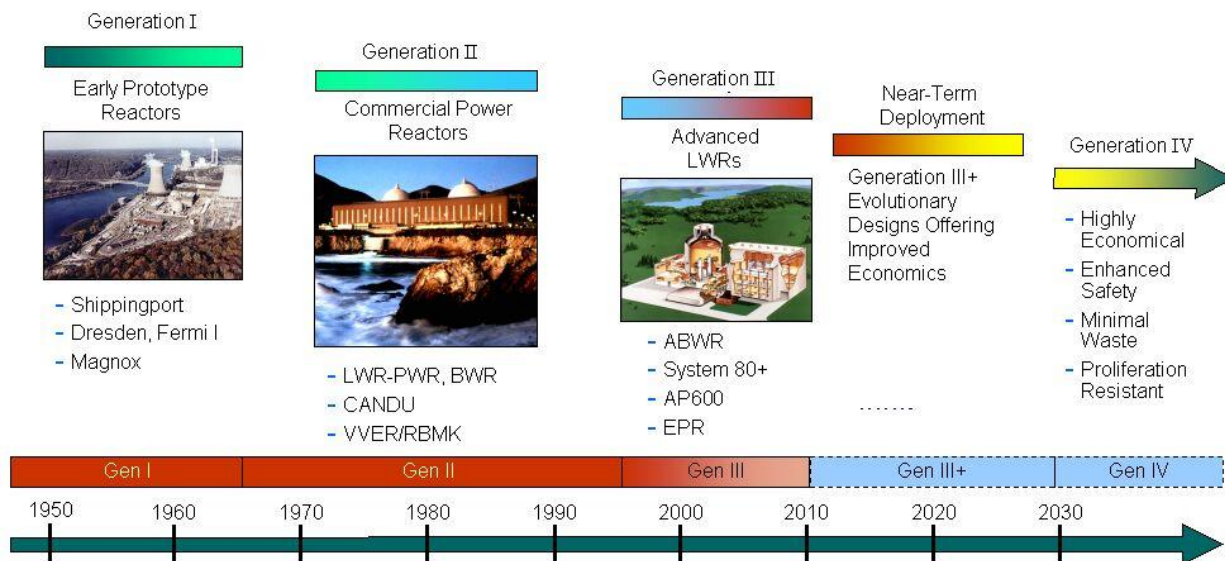 Generation I
Early Prototype
Reactors
- Shippingport
- Dresden, Fermi I
- Magnox
Generation II
Commercial Power
Reactors
- LWR-PWR, BWR
- CANDU
- VVER/RBMK
Generation III
Advanced
LWRs
- ABWR
- System 80+
- AP600
- EPR
Near-Term
Deployment
Generation III+
Evolutionary
Designs Offering
Improved
Economics
Generation IV
- Highly
Economical
- Enhanced
Safety
- Minimal
Waste
- Proliferation
Resistant
Gen I Gen II Gen III Gen III+ Gen IV
1950 1960 1970 1980 1990 2000 2010 2020 2030